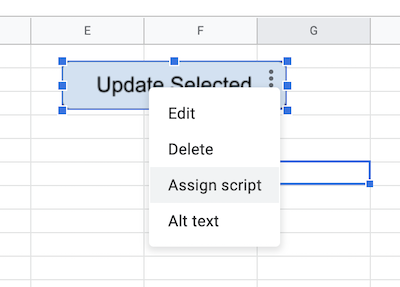 E F G
Update Selected
Edit
Delete
Assign script
Alt text